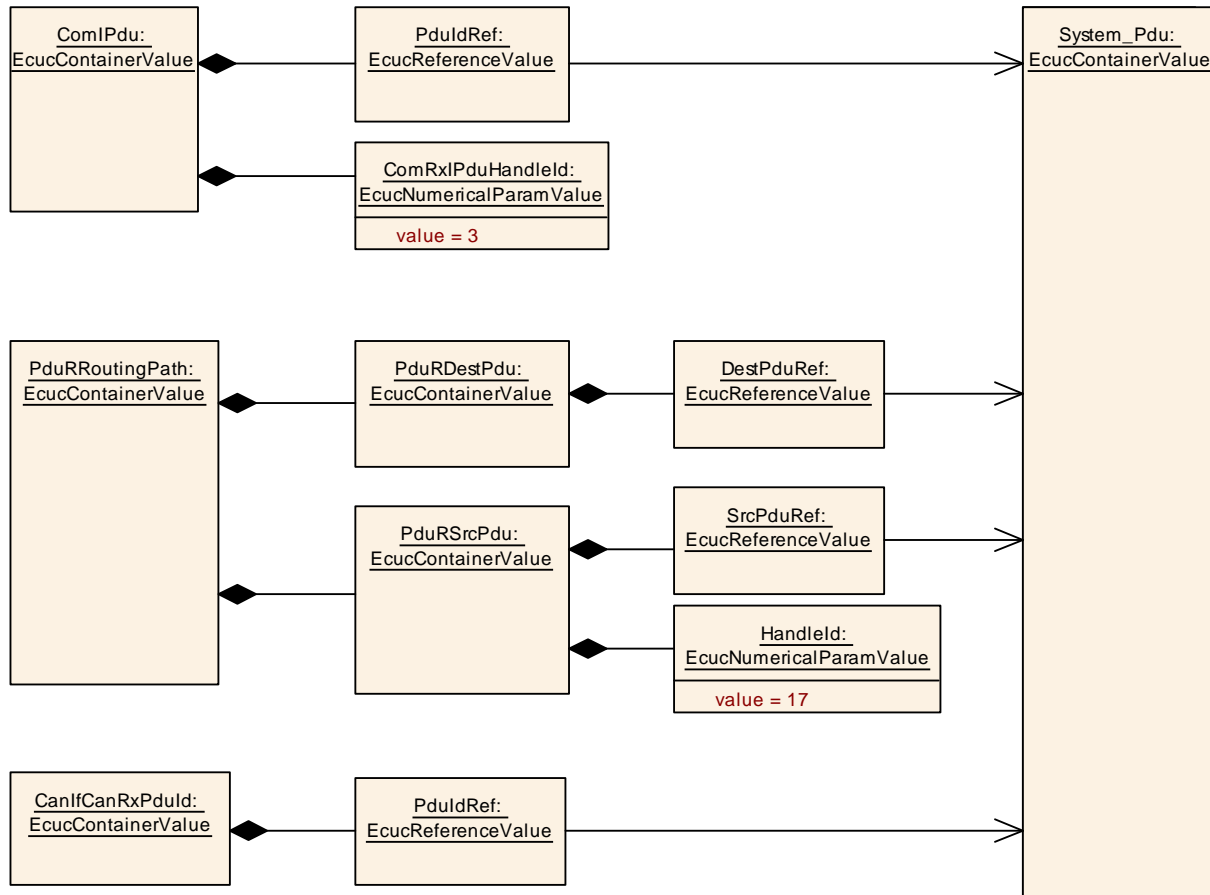 ComIPdu:
EcucContainerValue
PduIdRef:
EcucReferenceValue
System_Pdu:
EcucContainerValue
ComRxIPduHandleId:
EcucNumericalParamValue
value = 3
PduRRoutingPath:
EcucContainerValue
PduRDestPdu:
EcucContainerValue
DestPduRef:
EcucReferenceValue
PduRSrcPdu:
EcucContainerValue
SrcPduRef:
EcucReferenceValue
HandleId:
EcucNumericalParamValue
value = 17
CanIfCanRxPduId:
EcucContainerValue
PduIdRef:
EcucReferenceValue